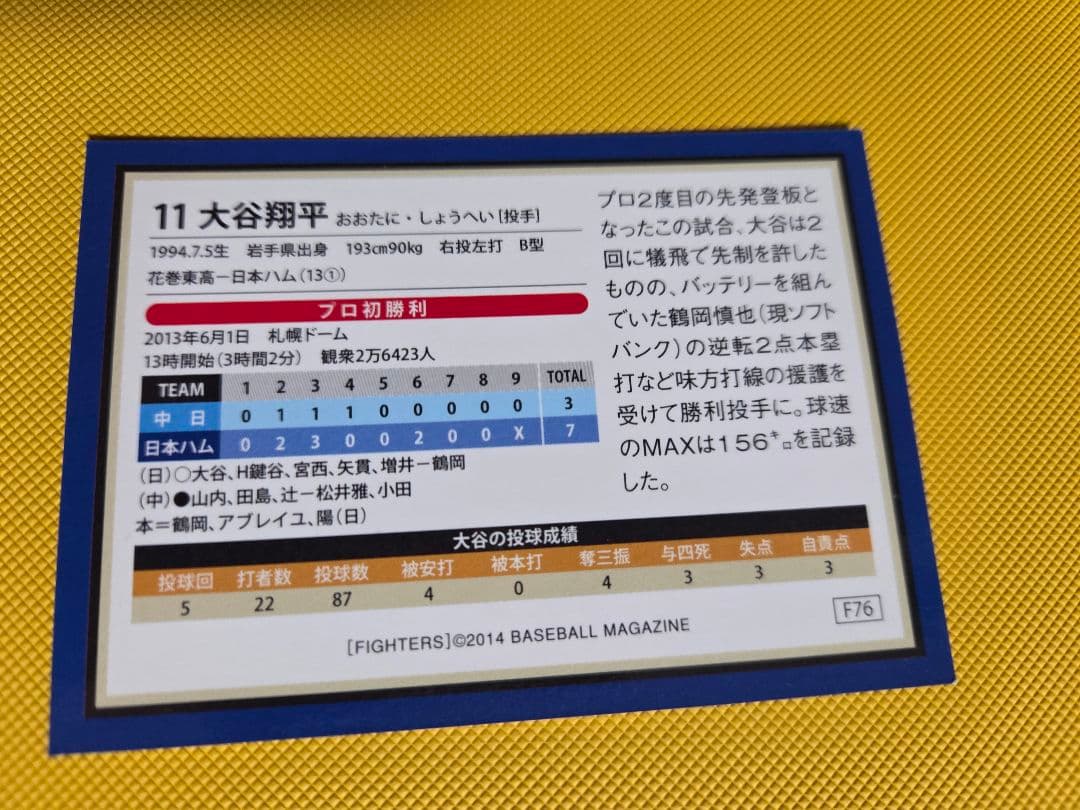 11 大谷翔平 おおたに・しょうへい[投手]
1994.7.5生 岩手県出身 193cm90kg 右投左打 B型
花巻東高－日本ハム(13①)
プロ初勝利
2013年6月1日 札幌ドーム
13時開始(3時間2分) 観衆2万6423人
TEAM 1 2 3 4 5 6 7 8 9 TOTAL
中日 0 1 1 1 0 0 0 0 0 3
日本ハム 0 2 3 0 0 2 0 0 X 7
(日)○大谷、H鍵谷、宮西、矢貫、増井－鶴岡
(中)●山内、田島、辻－松井雅、小田
本＝鶴岡、アブレイユ、陽(日)
プロ2度目の先発登板と
なったこの試合、大谷は2
回に犠飛で先制を許した
ものの、バッテリーを組ん
でいた鶴岡慎也(現ソフト
バンク)の逆転2点本塁
打など味方打線の援護を
受けて勝利投手に。球速
のMAXは156㌔を記録
した。
大谷の投球成績
投球回 打者数 投球数 被安打 被本打 奪三振 与四死 失点 自責点
5 22 87 4 0 4 3 3 3
[FIGHTERS]©2014 BASEBALL MAGAZINE
F76